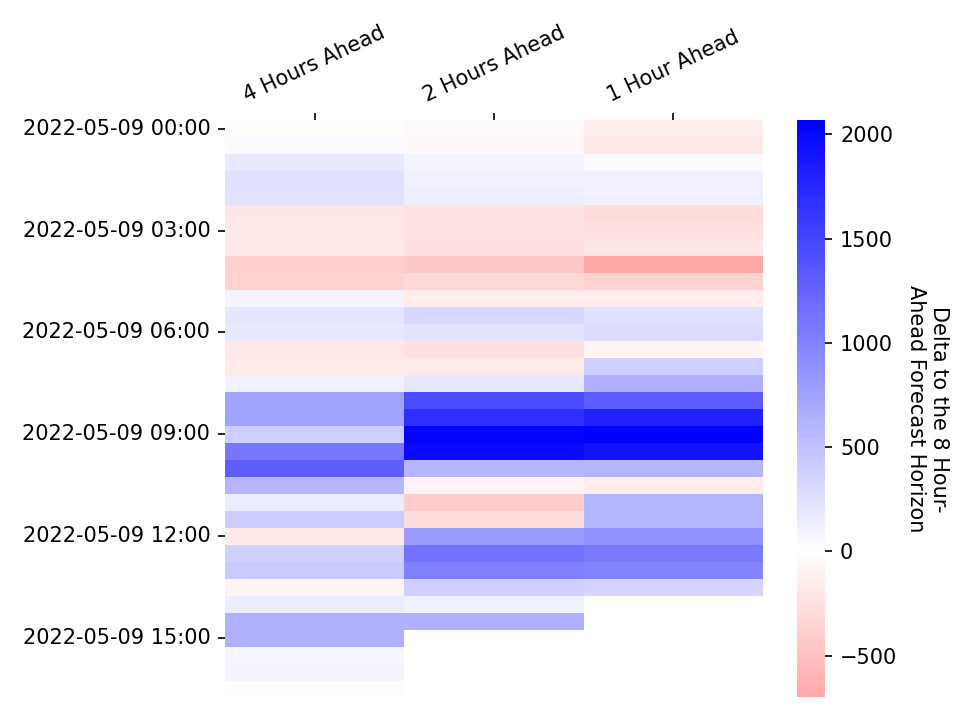 4 Hours Ahead
2 Hours Ahead
1 Hour Ahead
2022-05-09 00:00
2022-05-09 03:00
2022-05-09 06:00
2022-05-09 09:00
2022-05-09 12:00
2022-05-09 15:00
2000
1500
1000
500
0
−500
Delta to the 8 Hour-
Ahead Forecast Horizon